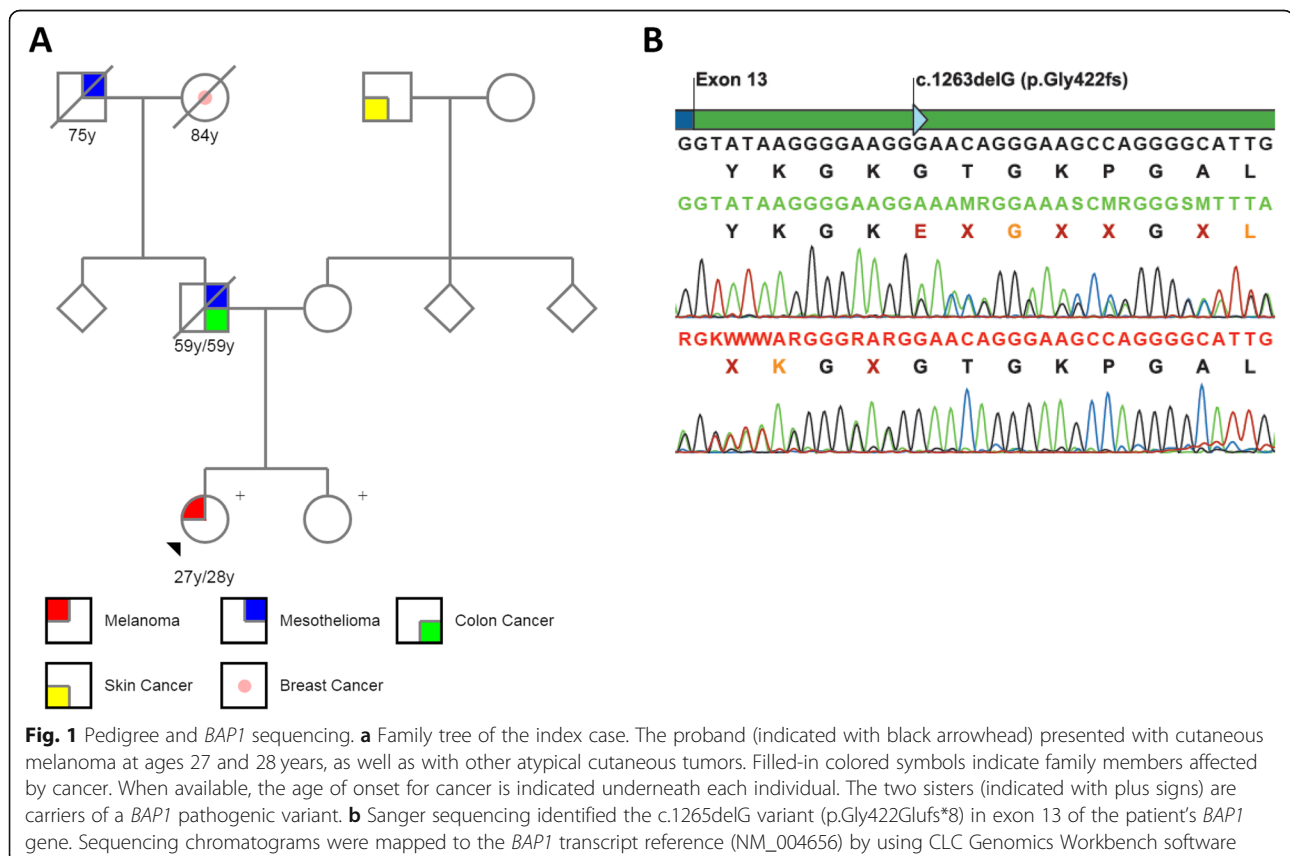 A
75y
84y
59y/59y
+
+
27y/28y
Melanoma
Mesothelioma
Colon Cancer
Skin Cancer
Breast Cancer
B
Exon 13
c.1263delG (p.Gly422fs)
GGTATAAGGGGAAGGGAACAGGGAAGCCAGGGGCATTG
Y K G K G T G K P G A L
GGTATAAGGGGAAGGAAAMRGGAAASCMRGGGSMTTTA
Y K G K E X G X X G X L
RGKWWWARGGGRARGGAACAGGGAAGCCAGGGGCATTG
X K G X G T G K P G A L
Fig. 1 Pedigree and BAP1 sequencing. a Family tree of the index case. The proband (indicated with black arrowhead) presented with cutaneous
melanoma at ages 27 and 28 years, as well as with other atypical cutaneous tumors. Filled-in colored symbols indicate family members affected
by cancer. When available, the age of onset for cancer is indicated underneath each individual. The two sisters (indicated with plus signs) are
carriers of a BAP1 pathogenic variant. b Sanger sequencing identified the c.1265delG variant (p.Gly422Glufs*8) in exon 13 of the patient's BAP1
gene. Sequencing chromatograms were mapped to the BAP1 transcript reference (NM_004656) by using CLC Genomics Workbench software